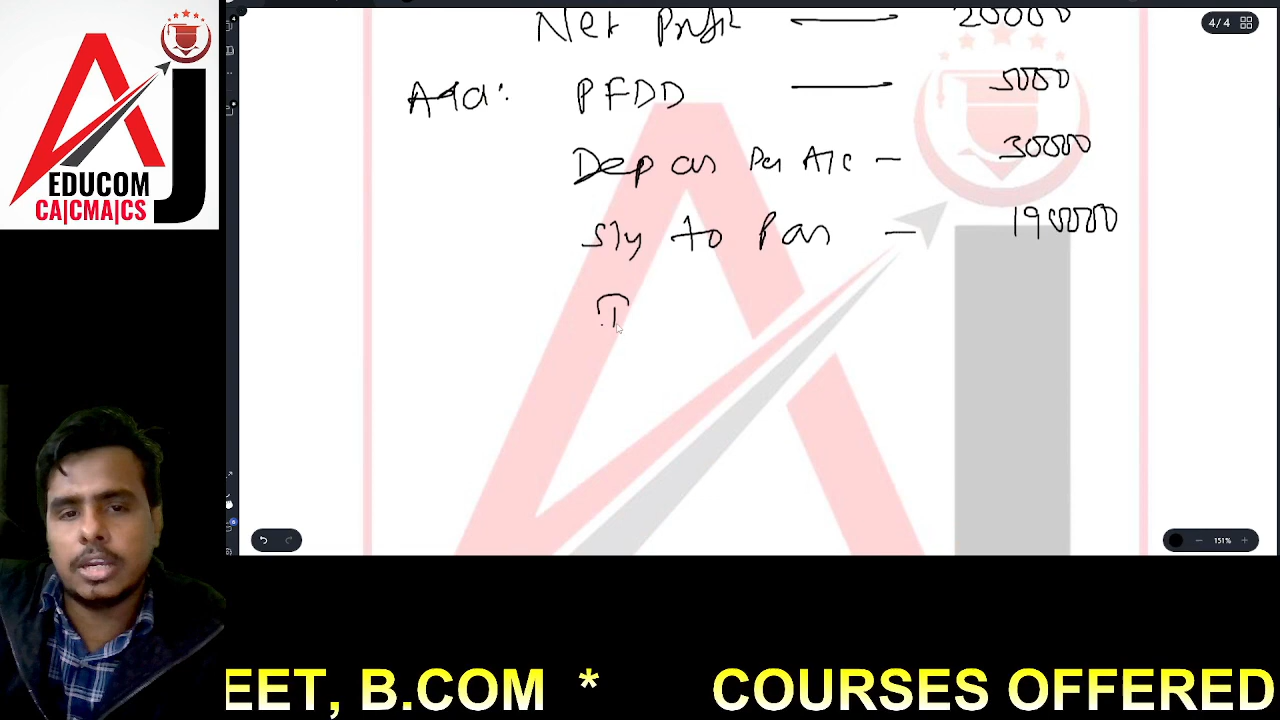 4/4
Net Profit — 20000
Add: PFDD — 5000
Dep as Per A/c — 30000
Sly to Par — 190000
EDUCOM
CA|CMA|CS
151%
EET, B.COM * COURSES OFFERED